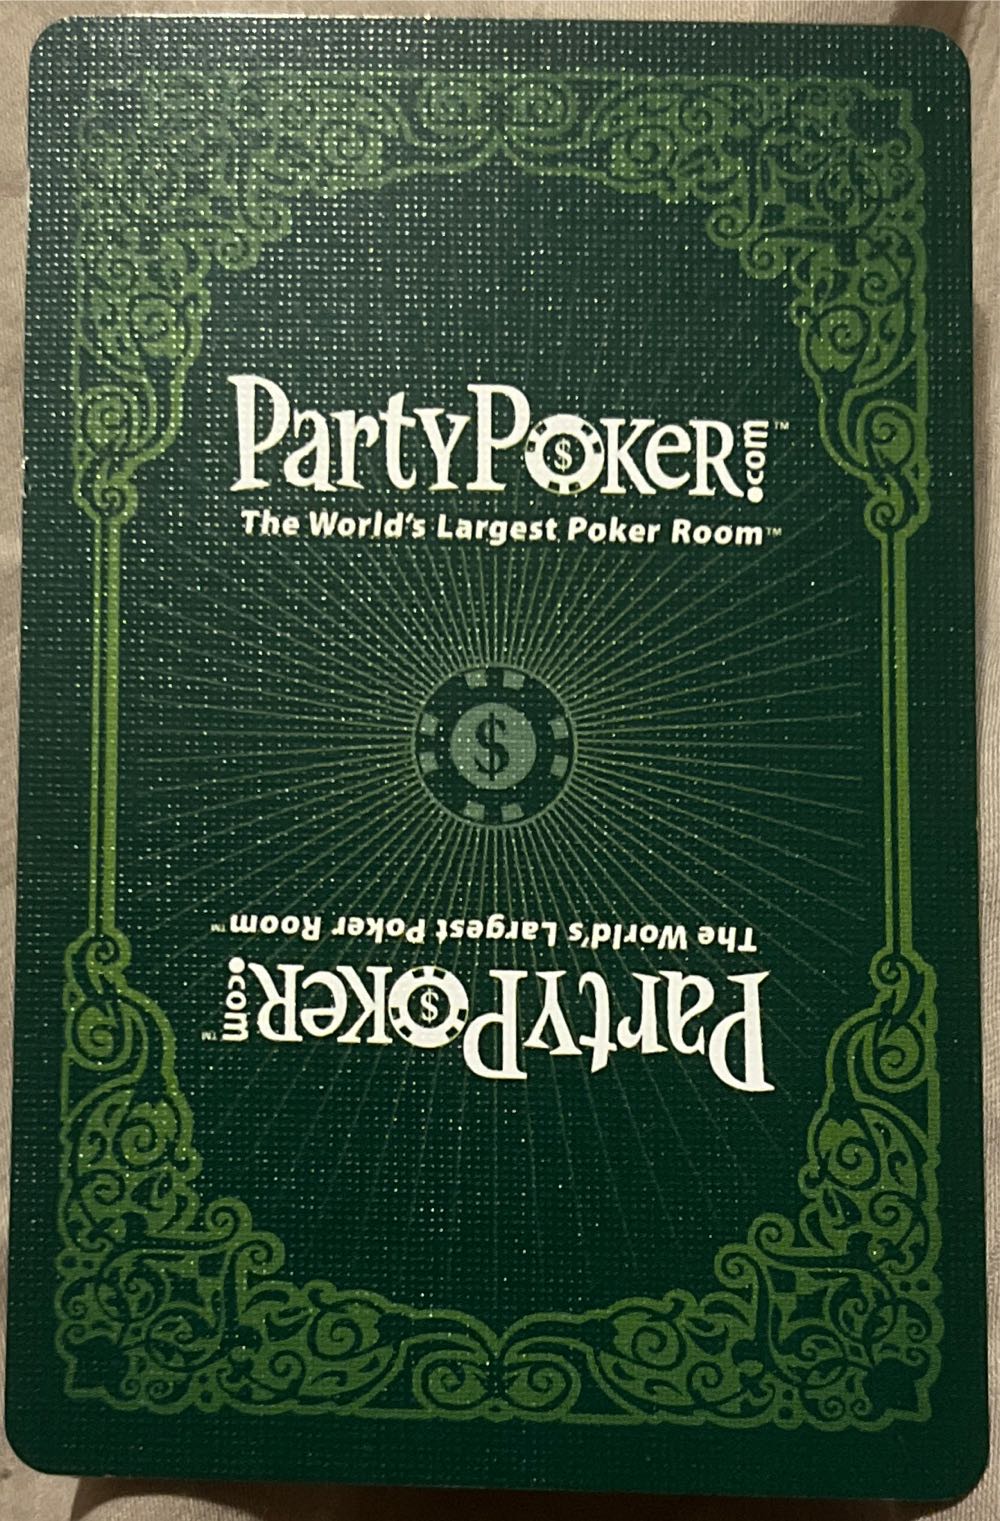 PartyPoker.com™
The World's Largest Poker Room™
$
The World's Largest Poker Room™
PartyPoker.com™